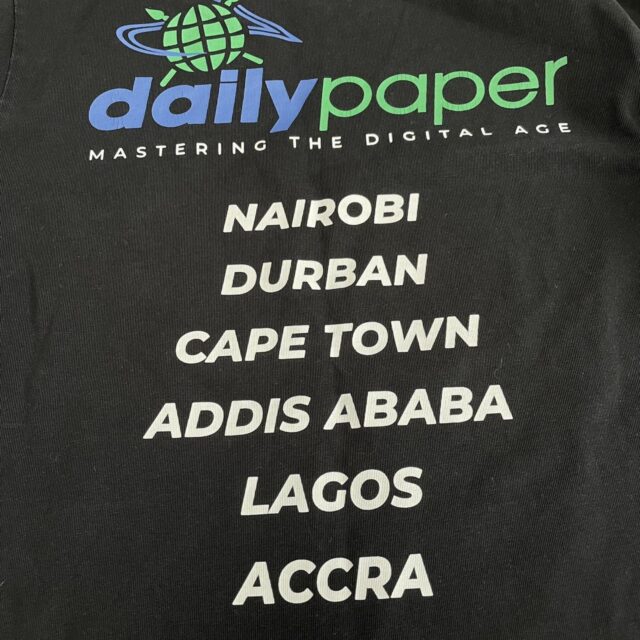 dailypaper
MASTERING THE DIGITAL AGE
NAIROBI
DURBAN
CAPE TOWN
ADDIS ABABA
LAGOS
ACCRA